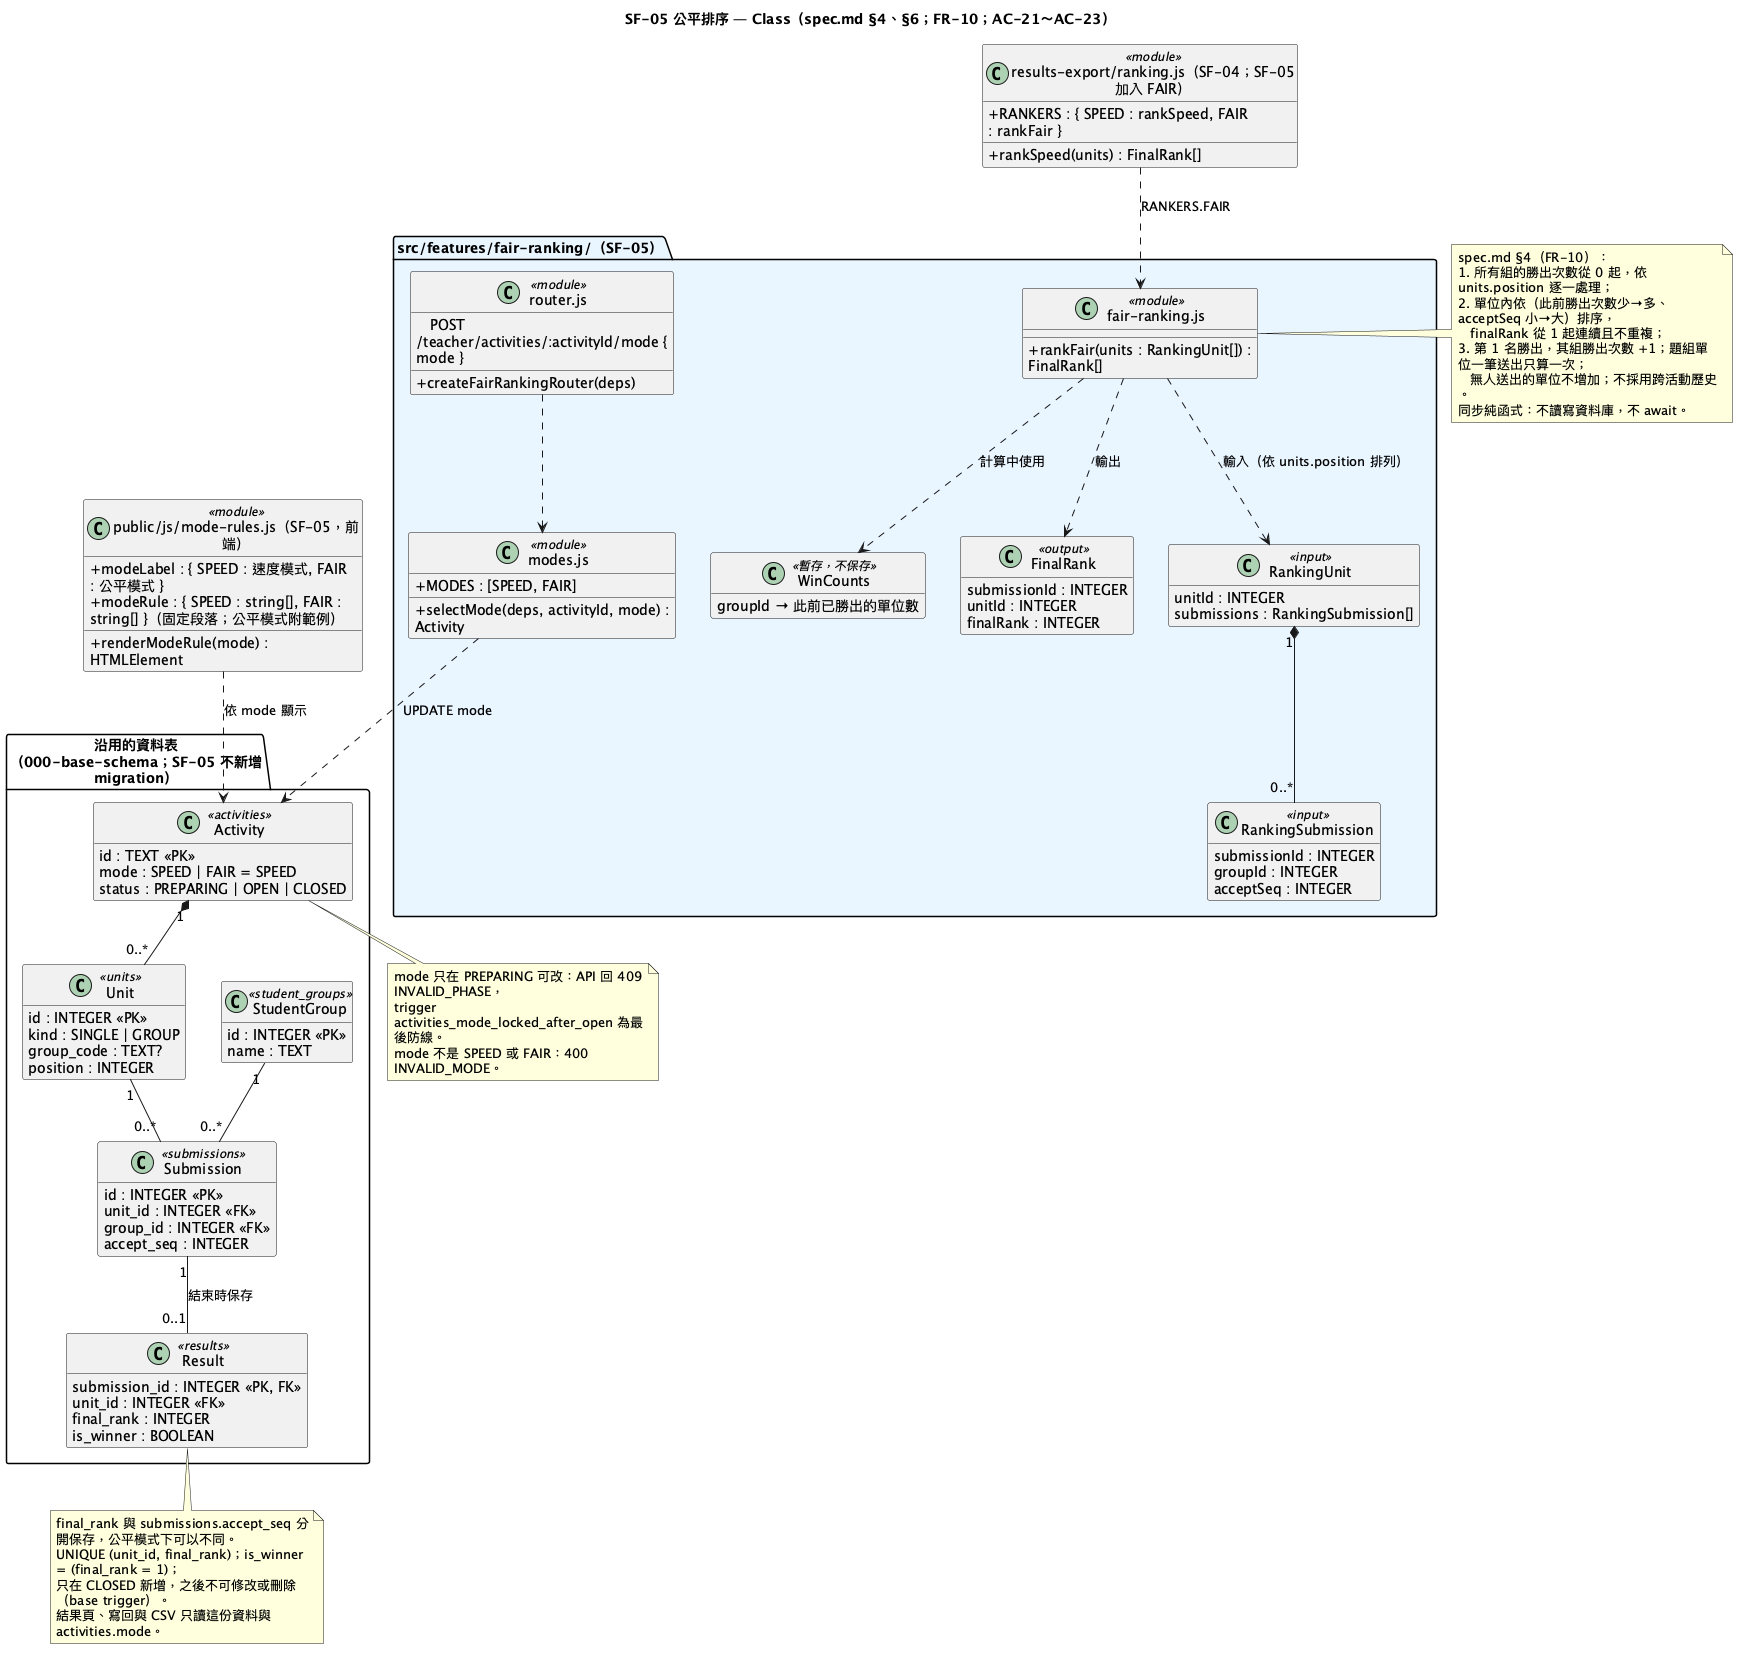 SF-05 公平排序 — Class（spec.md §4、§6；FR-10；AC-21～AC-23）
«module»
results-export/ranking.js（SF-04；SF-05
加入 FAIR）
+RANKERS : { SPEED : rankSpeed, FAIR
: rankFair }
+rankSpeed(units) : FinalRank[]
RANKERS.FAIR
src/features/fair-ranking/（SF-05）
«module»
router.js
POST
/teacher/activities/:activityId/mode {
mode }
+createFairRankingRouter(deps)
«module»
fair-ranking.js
+rankFair(units : RankingUnit[]) :
FinalRank[]
spec.md §4（FR-10）：
1. 所有組的勝出次數從 0 起，依
units.position 逐一處理；
2. 單位內依（此前勝出次數少→多、
acceptSeq 小→大）排序，
finalRank 從 1 起連續且不重複；
3. 第 1 名勝出，其組勝出次數 +1；題組單
位一筆送出只算一次；
無人送出的單位不增加；不採用跨活動歷史
。
同步純函式：不讀寫資料庫，不 await。
計算中使用
輸出
輸入（依 units.position 排列）
«module»
public/js/mode-rules.js（SF-05，前
端）
+modeLabel : { SPEED : 速度模式, FAIR
: 公平模式 }
+modeRule : { SPEED : string[], FAIR :
string[] }（固定段落；公平模式附範例）
+renderModeRule(mode) :
HTMLElement
«module»
modes.js
+MODES : [SPEED, FAIR]
+selectMode(deps, activityId, mode) :
Activity
«暫存，不保存»
WinCounts
groupId → 此前已勝出的單位數
«output»
FinalRank
submissionId : INTEGER
unitId : INTEGER
finalRank : INTEGER
«input»
RankingUnit
unitId : INTEGER
submissions : RankingSubmission[]
1
0..*
依 mode 顯示
UPDATE mode
沿用的資料表
（000-base-schema；SF-05 不新增
migration）
«activities»
Activity
id : TEXT «PK»
mode : SPEED | FAIR = SPEED
status : PREPARING | OPEN | CLOSED
«input»
RankingSubmission
submissionId : INTEGER
groupId : INTEGER
acceptSeq : INTEGER
1
0..*
«units»
Unit
id : INTEGER «PK»
kind : SINGLE | GROUP
group_code : TEXT?
position : INTEGER
«student_groups»
StudentGroup
id : INTEGER «PK»
name : TEXT
mode 只在 PREPARING 可改：API 回 409
INVALID_PHASE，
trigger
activities_mode_locked_after_open 為最
後防線。
mode 不是 SPEED 或 FAIR：400
INVALID_MODE。
1
1
0..*
0..*
«submissions»
Submission
id : INTEGER «PK»
unit_id : INTEGER «FK»
group_id : INTEGER «FK»
accept_seq : INTEGER
1
結束時保存
0..1
«results»
Result
submission_id : INTEGER «PK, FK»
unit_id : INTEGER «FK»
final_rank : INTEGER
is_winner : BOOLEAN
final_rank 與 submissions.accept_seq 分
開保存，公平模式下可以不同。
UNIQUE (unit_id, final_rank)；is_winner
= (final_rank = 1)；
只在 CLOSED 新增，之後不可修改或刪除
（base trigger）。
結果頁、寫回與 CSV 只讀這份資料與
activities.mode。